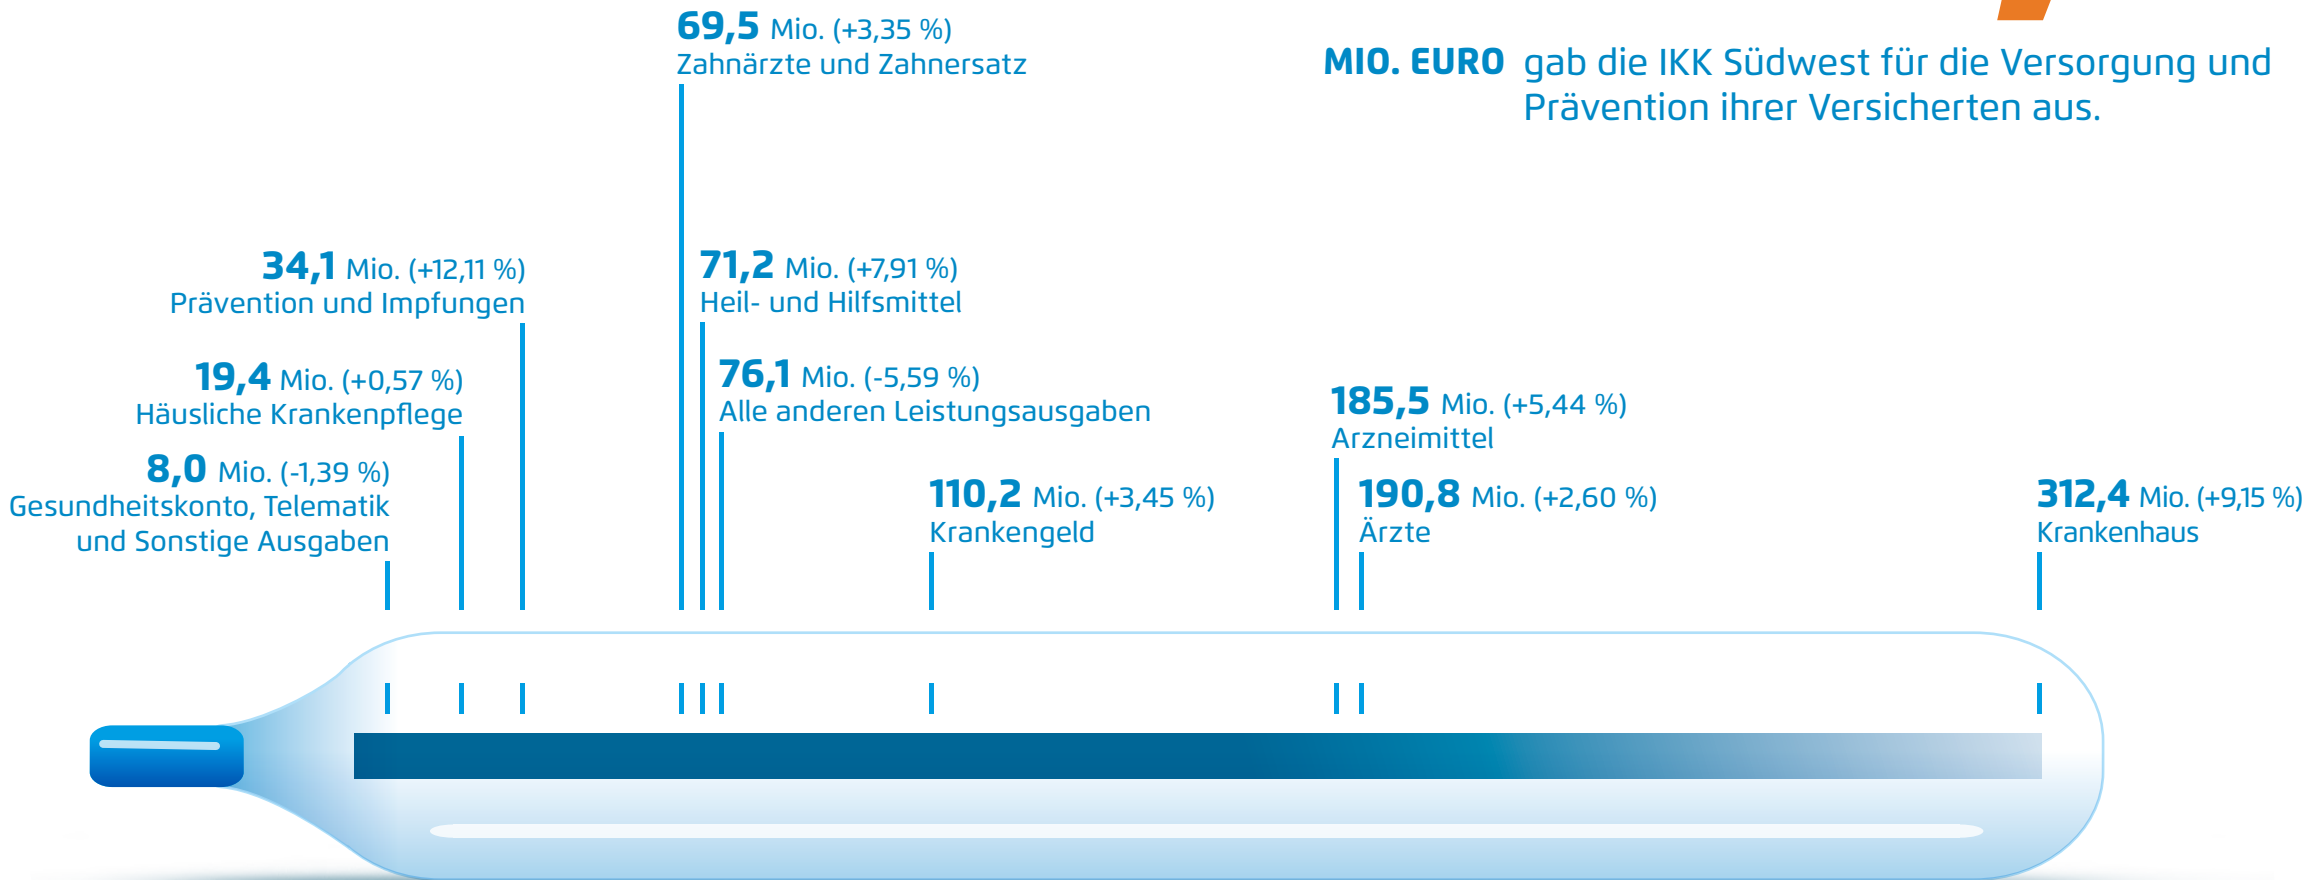 69,5 Mio. (+3,35 %)
Zahnärzte und Zahnersatz
MIO. EURO gab die IKK Südwest für die Versorgung und
Prävention ihrer Versicherten aus.
34,1 Mio. (+12,11 %)
Prävention und Impfungen
71,2 Mio. (+7,91 %)
Heil- und Hilfsmittel
19,4 Mio. (+0,57 %)
Häusliche Krankenpflege
76,1 Mio. (-5,59 %)
Alle anderen Leistungsausgaben
8,0 Mio. (-1,39 %)
Gesundheitskonto, Telematik
und Sonstige Ausgaben
110,2 Mio. (+3,45 %)
Krankengeld
185,5 Mio. (+5,44 %)
Arzneimittel
190,8 Mio. (+2,60 %)
Ärzte
312,4 Mio. (+9,15 %)
Krankenhaus